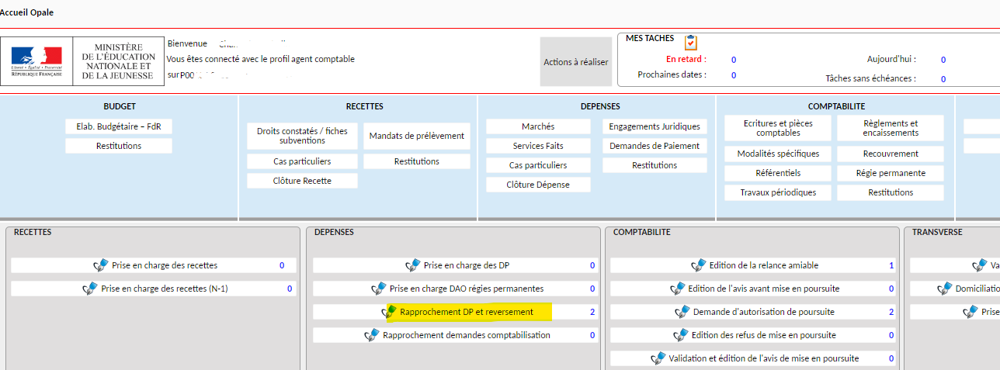 Accueil Opale
MINISTÈRE
DE L'ÉDUCATION
NATIONALE ET
DE LA JEUNESSE
Liberté • Égalité • Fraternité
RÉPUBLIQUE FRANÇAISE
Bienvenue
Vous êtes connecté avec le profil agent comptable
sur P00
Actions à réaliser
MES TACHES
En retard : 0
Aujourd'hui : 0
Prochaines dates : 0
Tâches sans échéances : 0
BUDGET
Elab. Budgétaire – FdR
Restitutions
RECETTES
Droits constatés / fiches
subventions
Mandats de prélèvement
Cas particuliers
Restitutions
Clôture Recette
DEPENSES
Marchés
Engagements Juridiques
Services Faits
Demandes de Paiement
Cas particuliers
Restitutions
Clôture Dépense
COMPTABILITE
Ecritures et pièces
comptables
Règlements et
encaissements
Modalités spécifiques
Recouvrement
Référentiels
Régie permanente
Travaux périodiques
Restitutions
RECETTES
Prise en charge des recettes 0
Prise en charge des recettes (N-1) 0
DEPENSES
Prise en charge des DP 0
Prise en charge DAO régies permanentes 0
Rapprochement DP et reversement 2
Rapprochement demandes comptabilisation 0
COMPTABILITE
Edition de la relance amiable 1
Edition de l'avis avant mise en poursuite 0
Demande d'autorisation de poursuite 2
Edition des refus de mise en poursuite 0
Validation et édition de l'avis de mise en poursuite 0
TRANSVERSE
Va
Domiciliatio
Prise